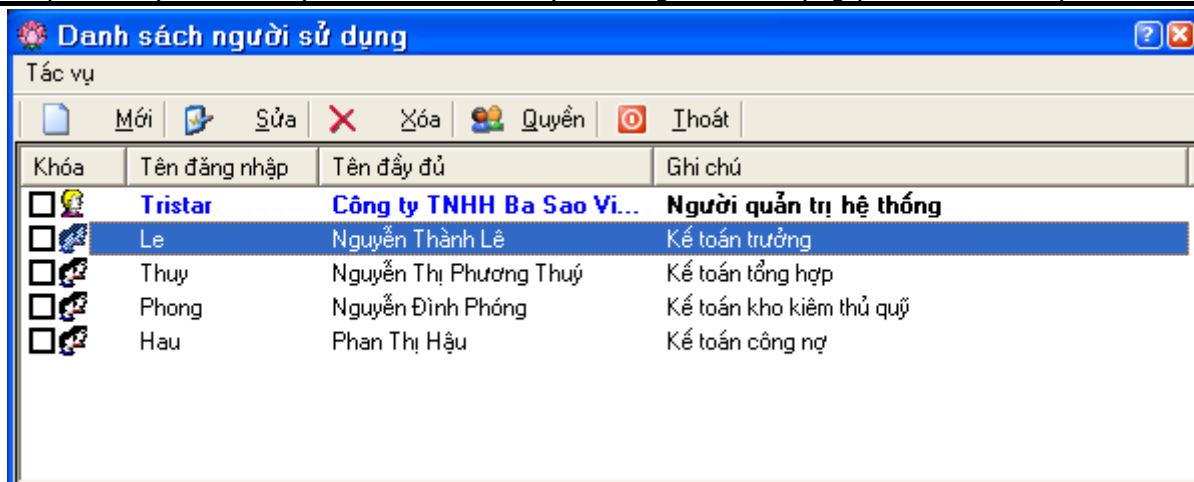 Danh sách người sử dụng
Tác vụ
Mới Sửa Xóa Quyền Thoát
Khóa Tên đăng nhập Tên đầy đủ Ghi chú
Tristar Công ty TNHH Ba Sao Vi... Người quản trị hệ thống
Le Nguyễn Thành Lê Kế toán trưởng
Thuy Nguyễn Thị Phương Thuý Kế toán tổng hợp
Phong Nguyễn Đình Phóng Kế toán kho kiêm thủ quỹ
Hau Phan Thị Hậu Kế toán công nợ